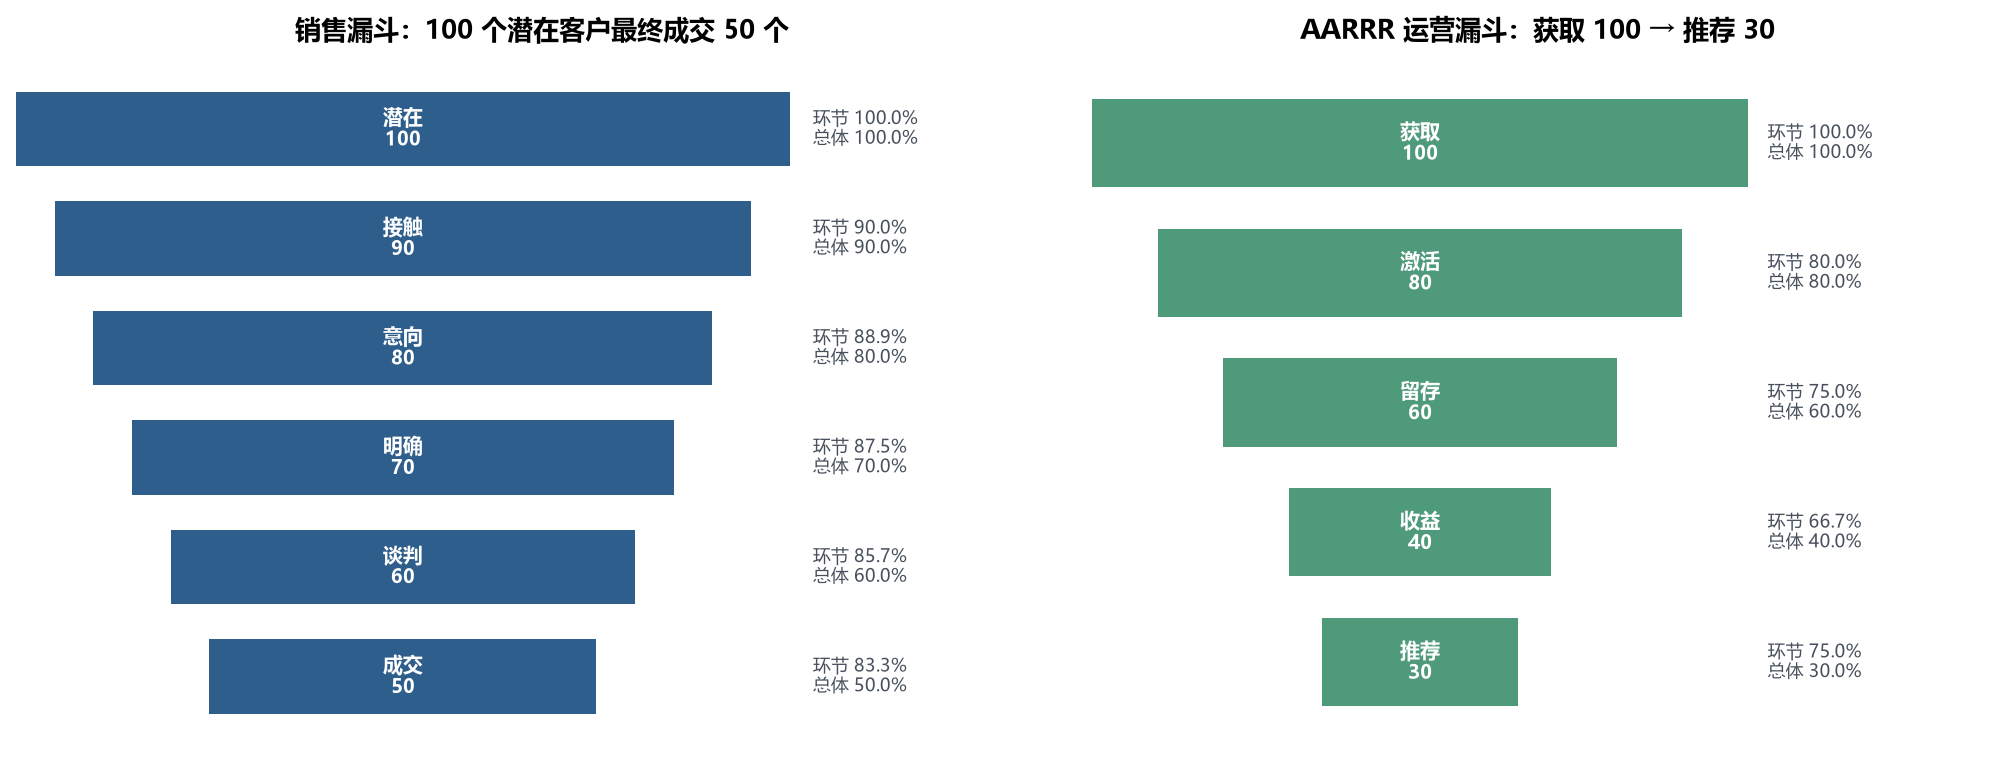 销售漏斗：100 个潜在客户最终成交 50 个
潜在
100
环节 100.0%
总体 100.0%
接触
90
环节 90.0%
总体 90.0%
意向
80
环节 88.9%
总体 80.0%
明确
70
环节 87.5%
总体 70.0%
谈判
60
环节 85.7%
总体 60.0%
成交
50
环节 83.3%
总体 50.0%
AARRR 运营漏斗：获取 100 → 推荐 30
获取
100
环节 100.0%
总体 100.0%
激活
80
环节 80.0%
总体 80.0%
留存
60
环节 75.0%
总体 60.0%
收益
40
环节 66.7%
总体 40.0%
推荐
30
环节 75.0%
总体 30.0%